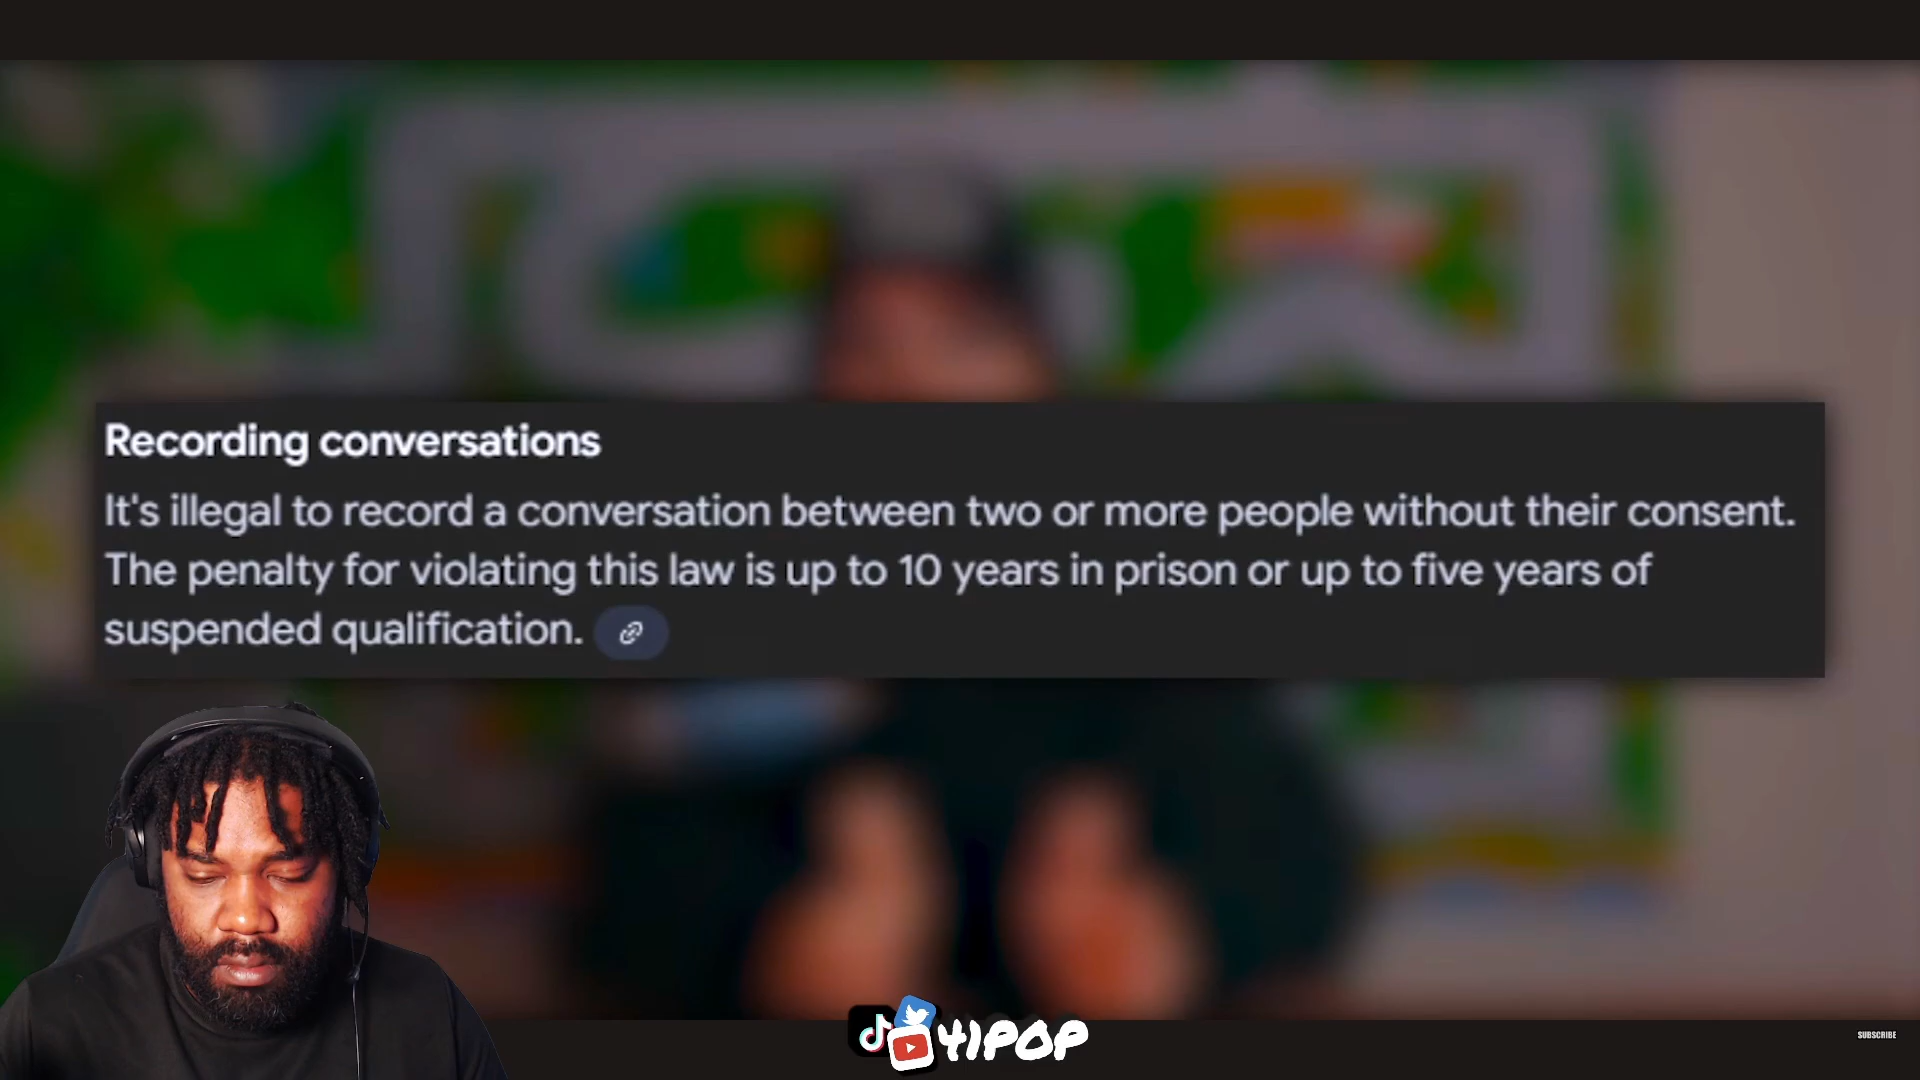 Recording conversations
It's illegal to record a conversation between two or more people without their consent.
The penalty for violating this law is up to 10 years in prison or up to five years of
suspended qualification.
41POP
SUBSCRIBE